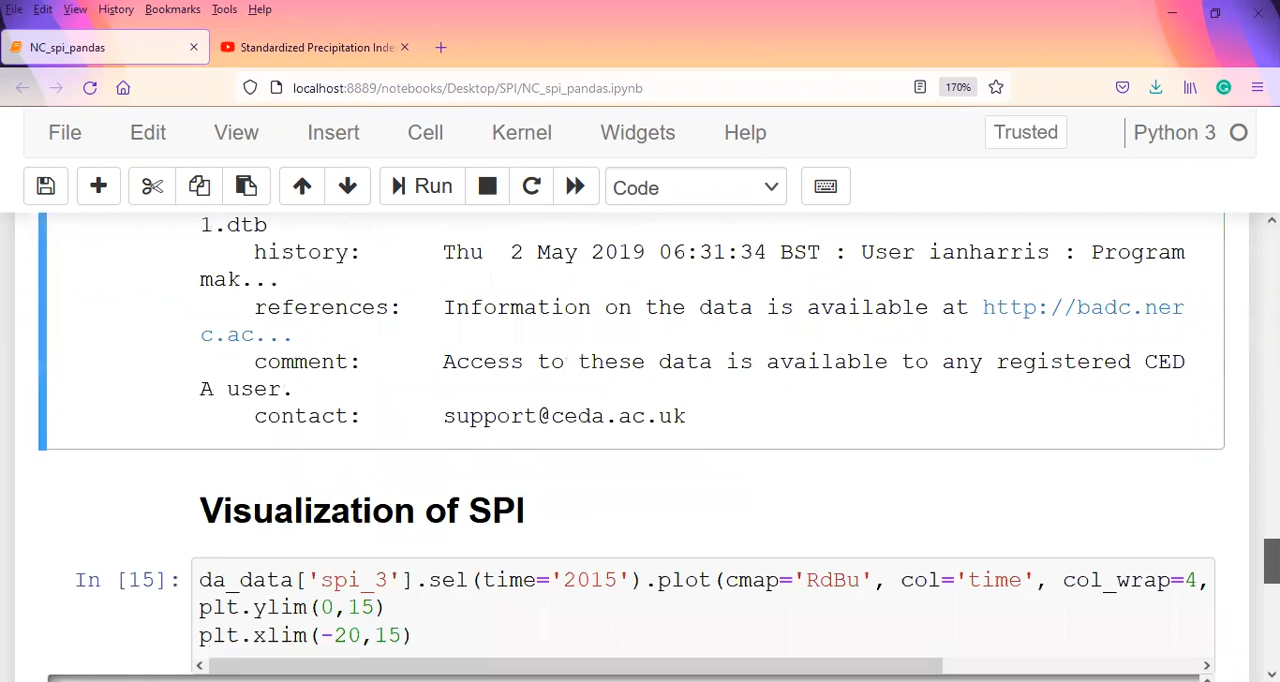 File Edit View History Bookmarks Tools Help
NC_spi_pandas
Standardized Precipitation Inde
localhost:8889/notebooks/Desktop/SPI/NC_spi_pandas.ipynb
170%
File Edit View Insert Cell Kernel Widgets Help
Trusted
Python 3
Run
Code
1.dtb
history: Thu 2 May 2019 06:31:34 BST : User ianharris : Program
mak...
references: Information on the data is available at http://badc.ner
c.ac...
comment: Access to these data is available to any registered CED
A user.
contact: support@ceda.ac.uk
Visualization of SPI
In [15]: da_data['spi_3'].sel(time='2015').plot(cmap='RdBu', col='time', col_wrap=4,
plt.ylim(0,15)
plt.xlim(-20,15)